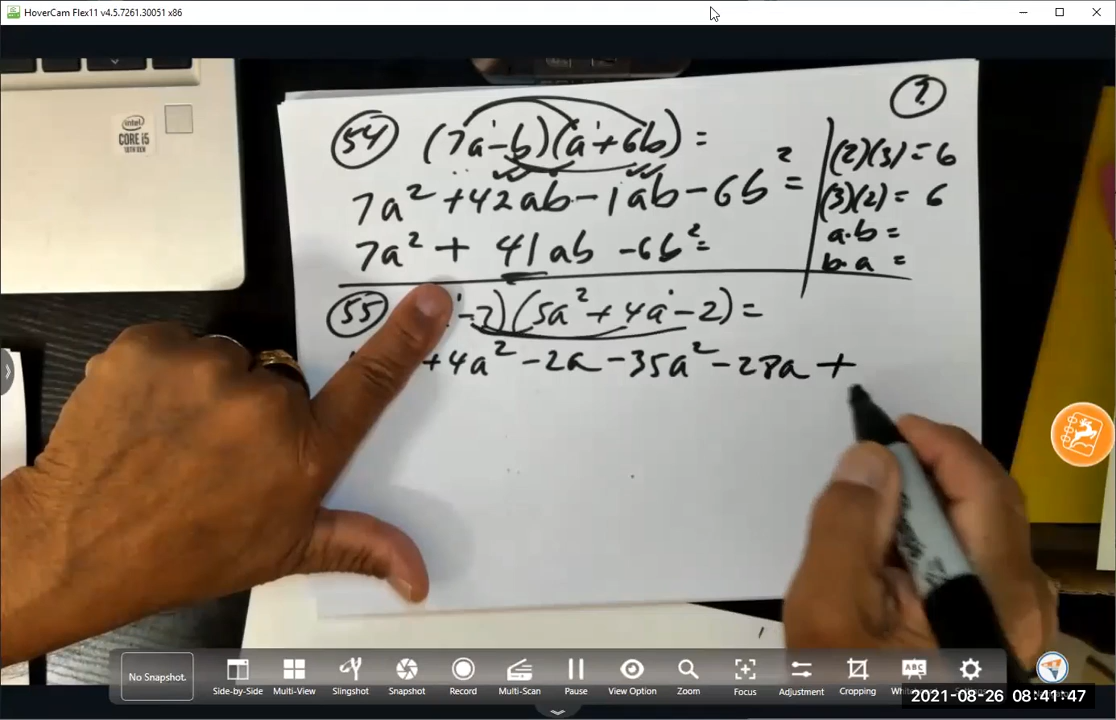 HoverCam Flex11 v4.5.7261.30051 x86
intel
CORE i5
10TH GEN
?
54 (7a-b)(a+6b)=
7a²+42ab-1ab-6b²=
7a²+41ab-6b²=
(2)(3)=6
(3)(2)=6
a·b=
b·a=
55 -7)(5a²+4a-2)=
+4a²-2a-35a²-28a+
No Snapshot.
Side-by-Side
Multi-View
Slingshot
Snapshot
Record
Multi-Scan
Pause
View Option
Zoom
Focus
Adjustment
Cropping
ABC
2021-08-26 08:41:47